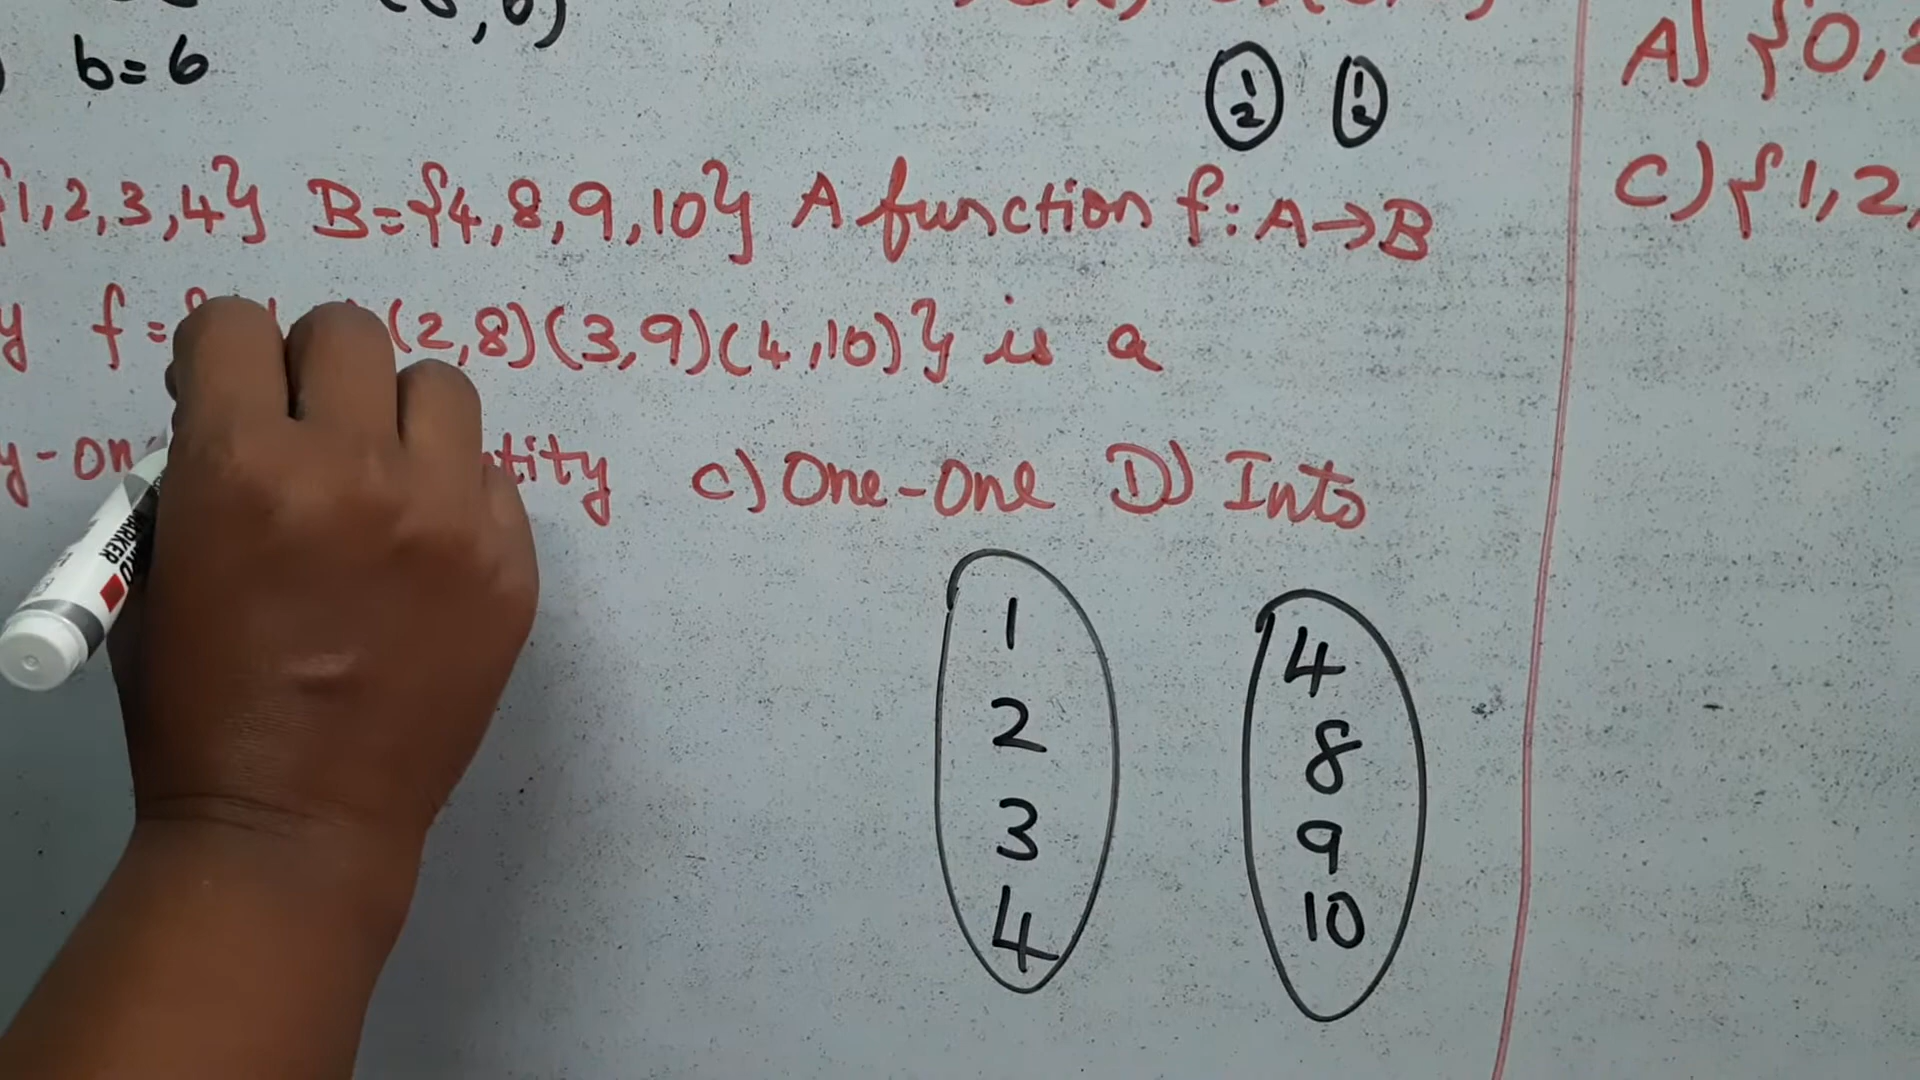 b=6
1
2
1
2
{1,2,3,4} B={4,8,9,10} A function f:A→B
y f={ (2,8)(3,9)(4,10)} is a
y-on tity C) One-One D) Into
1
2
3
4
4
8
9
10
A) {0,
C) {1,2,
MARKER